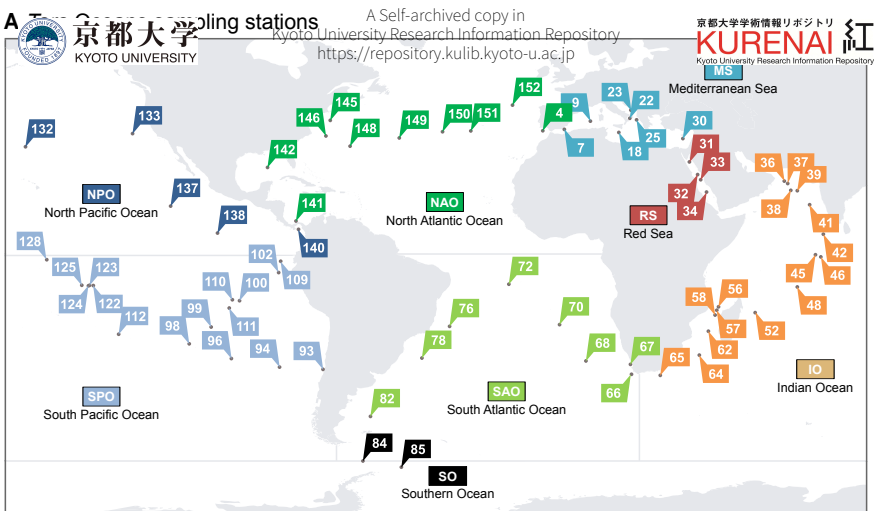 A Tara Oceans sampling stations
京都大学
KYOTO UNIVERSITY
A Self-archived copy in
Kyoto University Research Information Repository
https://repository.kulib.kyoto-u.ac.jp
京都大学学術情報リポジトリ
KURENAI 紅
Kyoto University Research Information Repository
MS
Mediterranean Sea
152
23
22
9
4
145
133
132
146
149
150
151
148
30
25
18
7
142
31
33
36
37
39
NPO
North Pacific Ocean
137
141
NAO
North Atlantic Ocean
32
34
RS
Red Sea
38
41
138
140
128
102
109
72
42
46
45
125
123
124
122
110
100
112
99
111
98
96
94
93
76
78
70
68
67
66
58
56
57
52
48
62
65
64
IO
Indian Ocean
SPO
South Pacific Ocean
82
SAO
South Atlantic Ocean
84
85
SO
Southern Ocean